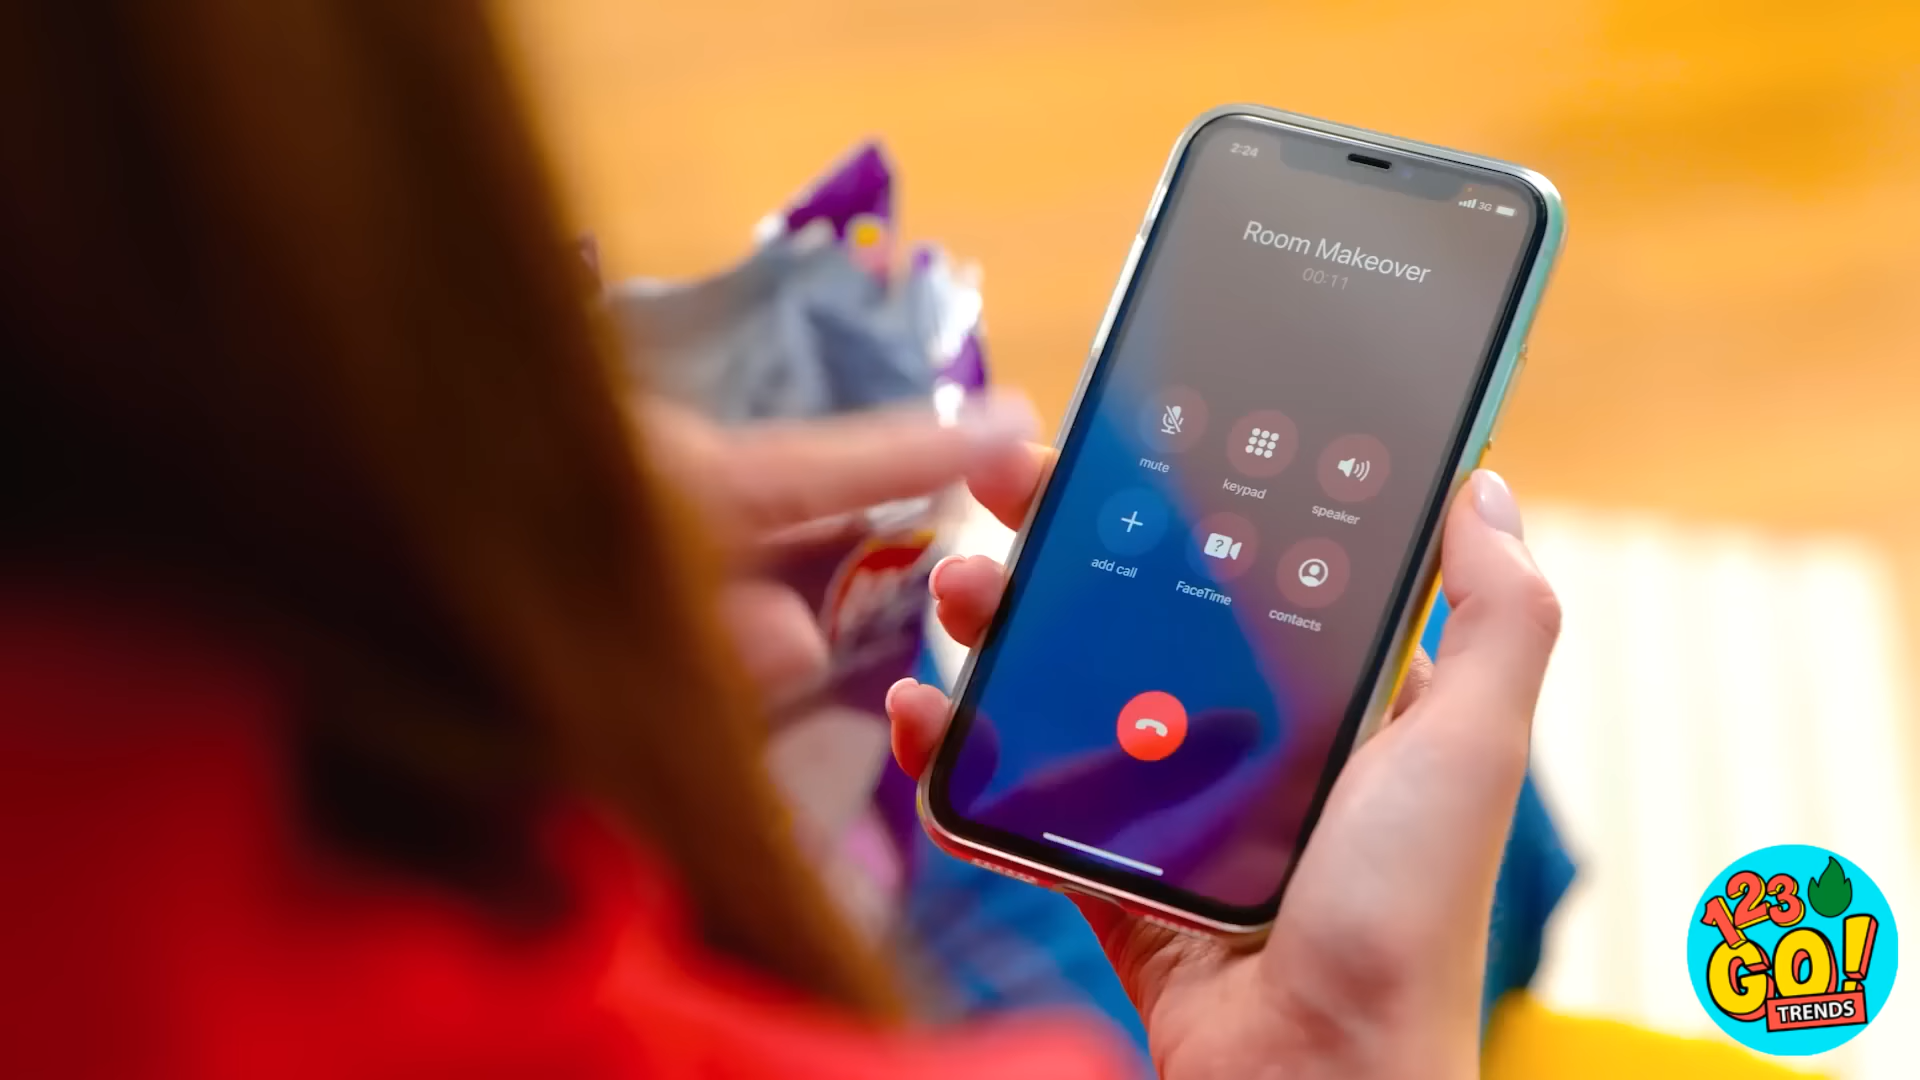 2:24
3G
Room Makeover
00:11
mute
keypad
speaker
add call
?
FaceTime
contacts
123
GO!
TRENDS